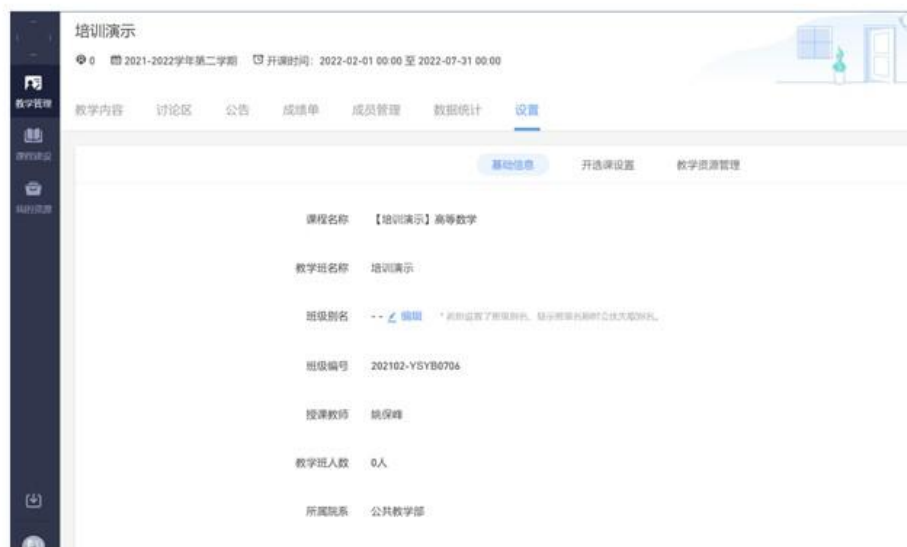 培训演示
0 2021-2022学年第二学期 开课时间：2022-02-01 00:00 至 2022-07-31 00:00
教学内容 讨论区 公告 成绩单 成员管理 数据统计 设置
教学管理
课程建设
我的资源
基础信息 开选课设置 教学资源管理
课程名称 【培训演示】高等数学
教学班名称 培训演示
班级别名 -- 编辑
班级编号 202102-YSYB0706
授课教师 姚保峰
教学班人数 0人
所属院系 公共教学部